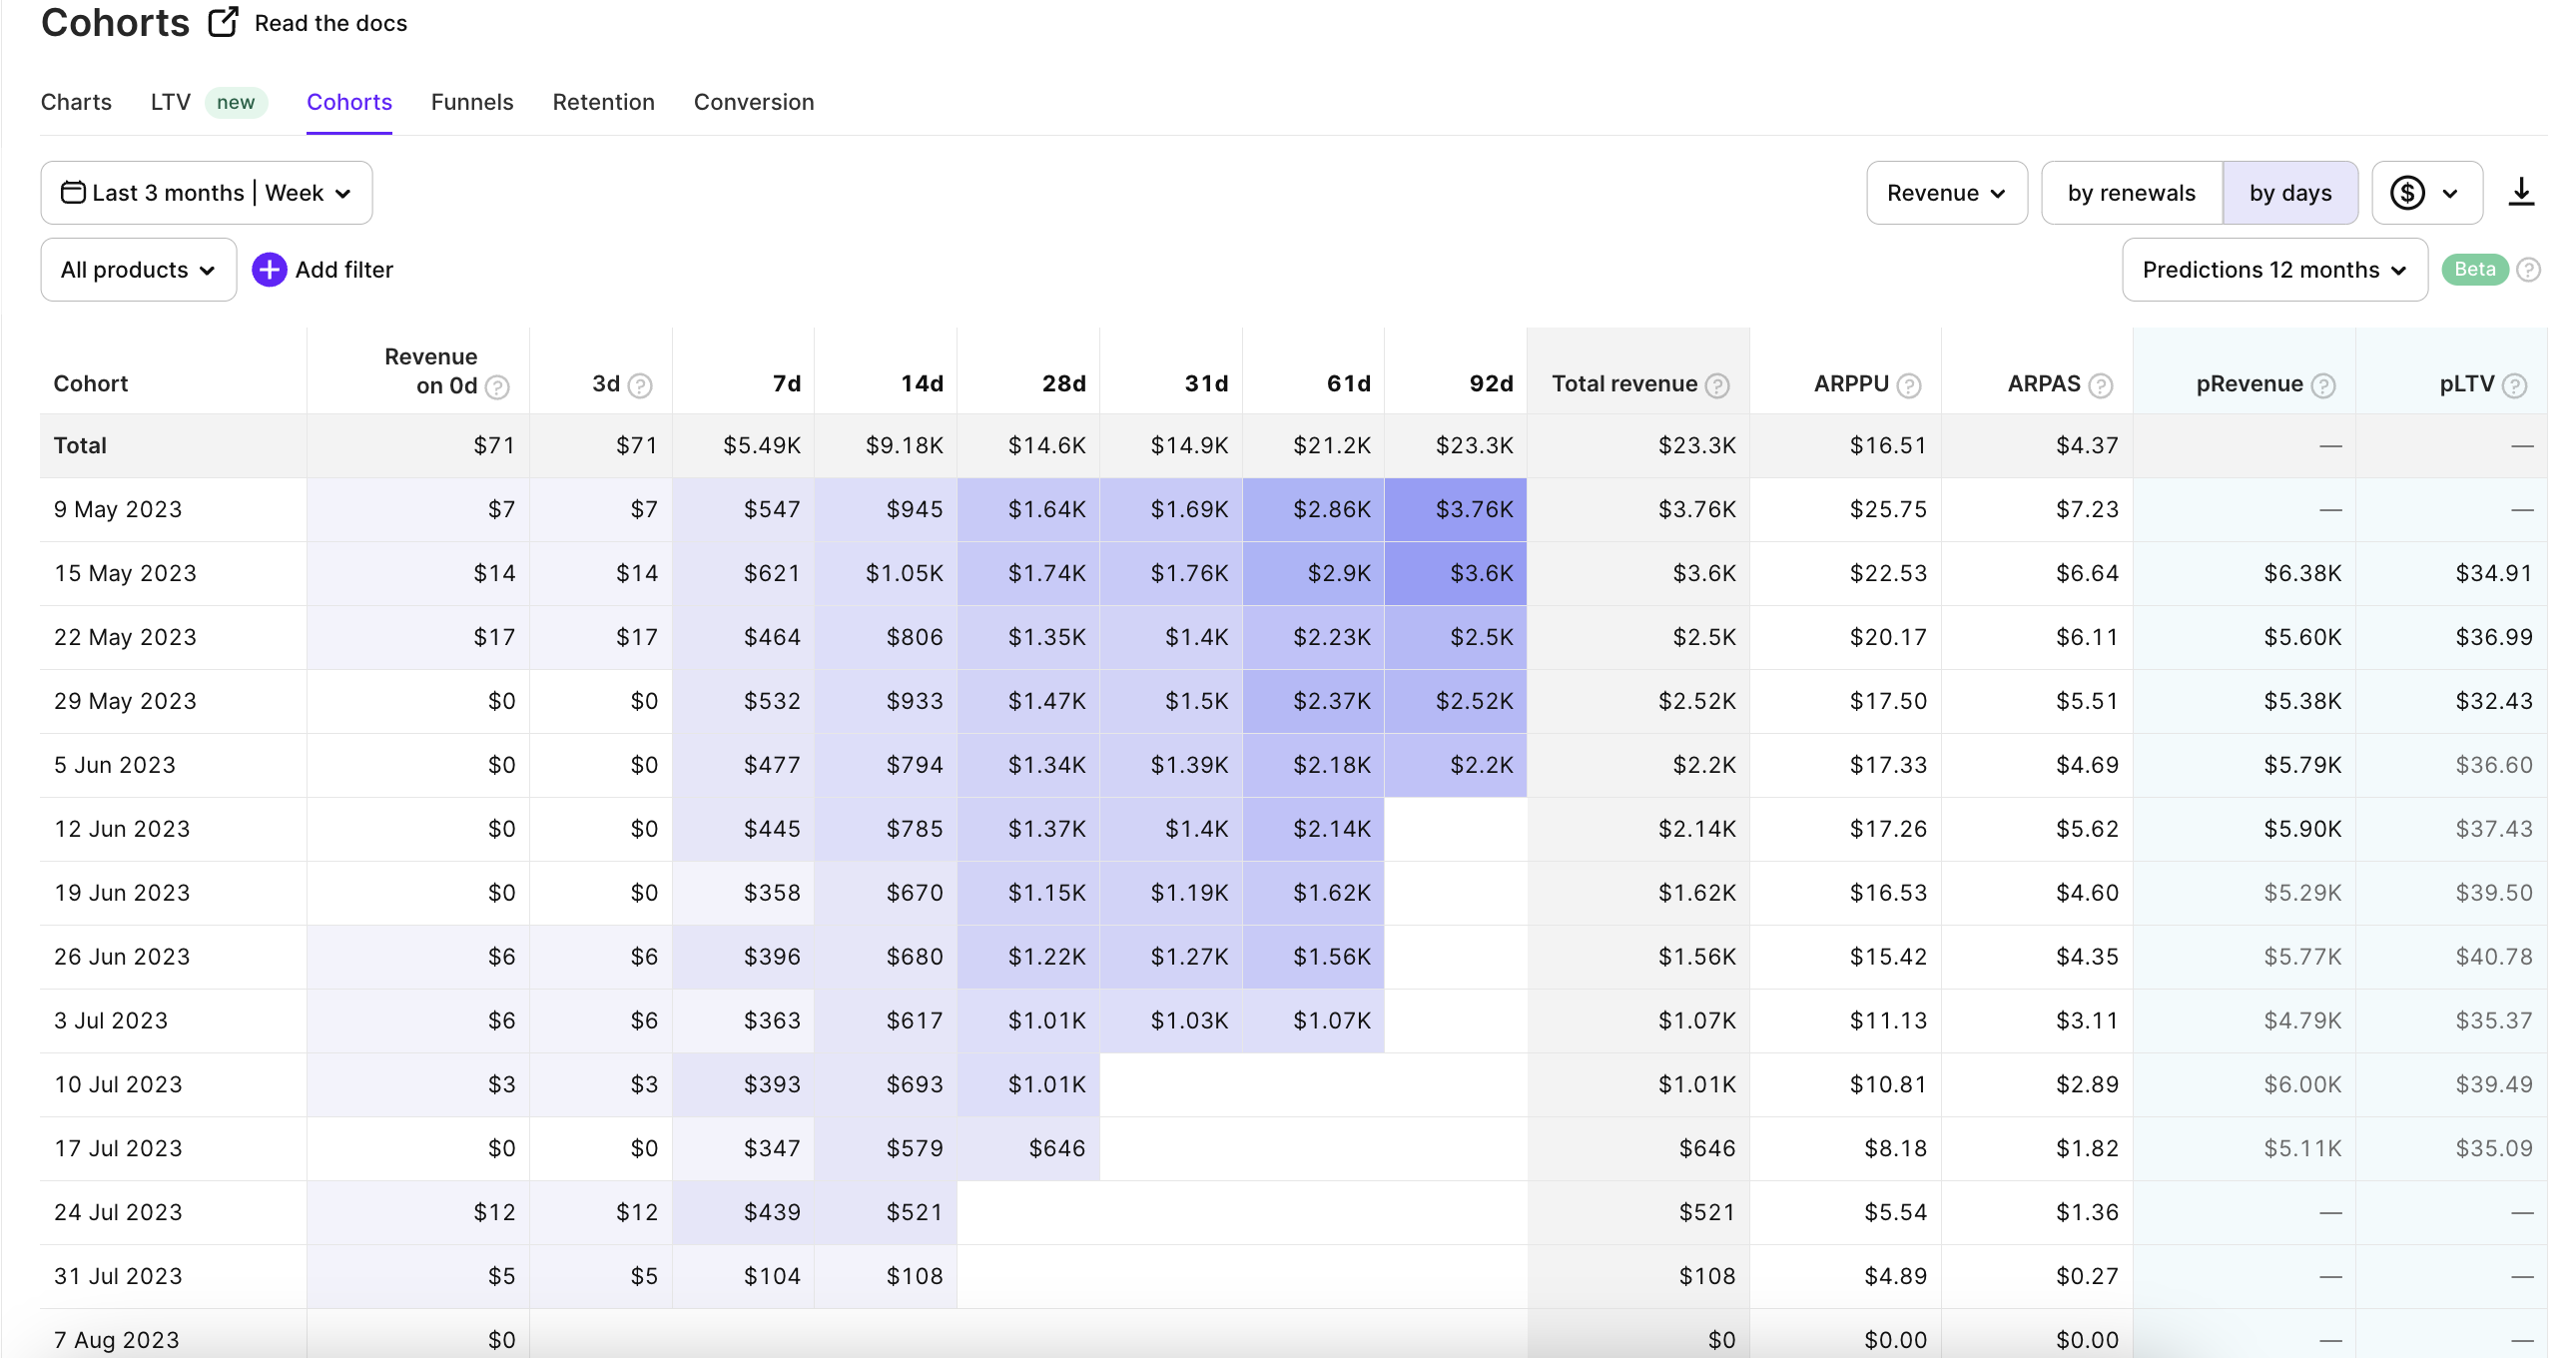 Cohorts Read the docs
Charts LTV new Cohorts Funnels Retention Conversion
Last 3 months | Week Revenue by renewals by days $
All products Add filter Predictions 12 months Beta ?
Cohort Revenue on 0d ? 3d ? 7d 14d 28d 31d 61d 92d Total revenue ? ARPPU ? ARPAS ? pRevenue ? pLTV ?
Total $71 $71 $5.49K $9.18K $14.6K $14.9K $21.2K $23.3K $23.3K $16.51 $4.37 — —
9 May 2023 $7 $7 $547 $945 $1.64K $1.69K $2.86K $3.76K $3.76K $25.75 $7.23 — —
15 May 2023 $14 $14 $621 $1.05K $1.74K $1.76K $2.9K $3.6K $3.6K $22.53 $6.64 $6.38K $34.91
22 May 2023 $17 $17 $464 $806 $1.35K $1.4K $2.23K $2.5K $2.5K $20.17 $6.11 $5.60K $36.99
29 May 2023 $0 $0 $532 $933 $1.47K $1.5K $2.37K $2.52K $2.52K $17.50 $5.51 $5.38K $32.43
5 Jun 2023 $0 $0 $477 $794 $1.34K $1.39K $2.18K $2.2K $2.2K $17.33 $4.69 $5.79K $36.60
12 Jun 2023 $0 $0 $445 $785 $1.37K $1.4K $2.14K $2.14K $17.26 $5.62 $5.90K $37.43
19 Jun 2023 $0 $0 $358 $670 $1.15K $1.19K $1.62K $1.62K $16.53 $4.60 $5.29K $39.50
26 Jun 2023 $6 $6 $396 $680 $1.22K $1.27K $1.56K $1.56K $15.42 $4.35 $5.77K $40.78
3 Jul 2023 $6 $6 $363 $617 $1.01K $1.03K $1.07K $1.07K $11.13 $3.11 $4.79K $35.37
10 Jul 2023 $3 $3 $393 $693 $1.01K $1.01K $10.81 $2.89 $6.00K $39.49
17 Jul 2023 $0 $0 $347 $579 $646 $646 $8.18 $1.82 $5.11K $35.09
24 Jul 2023 $12 $12 $439 $521 $521 $5.54 $1.36 — —
31 Jul 2023 $5 $5 $104 $108 $108 $4.89 $0.27 — —
7 Aug 2023 $0 $0 $0.00 $0.00 — —